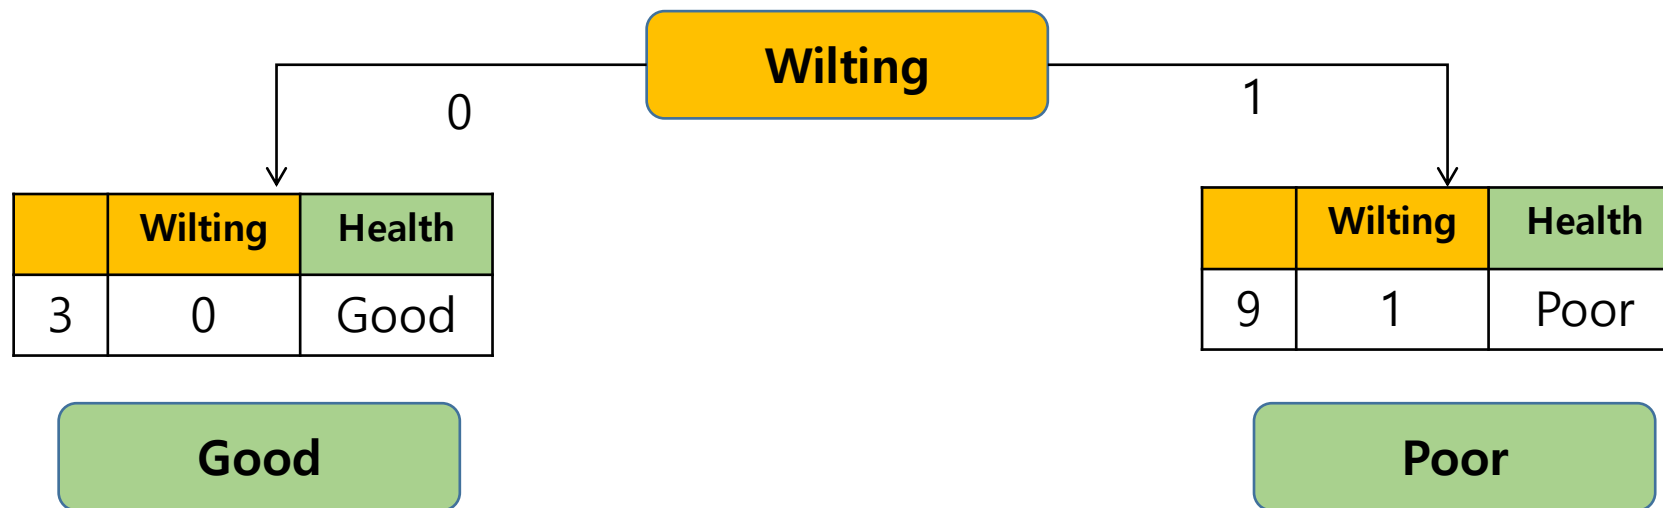 Wilting
0
1
Wilting Health
3 0 Good
Wilting Health
9 1 Poor
Good
Poor